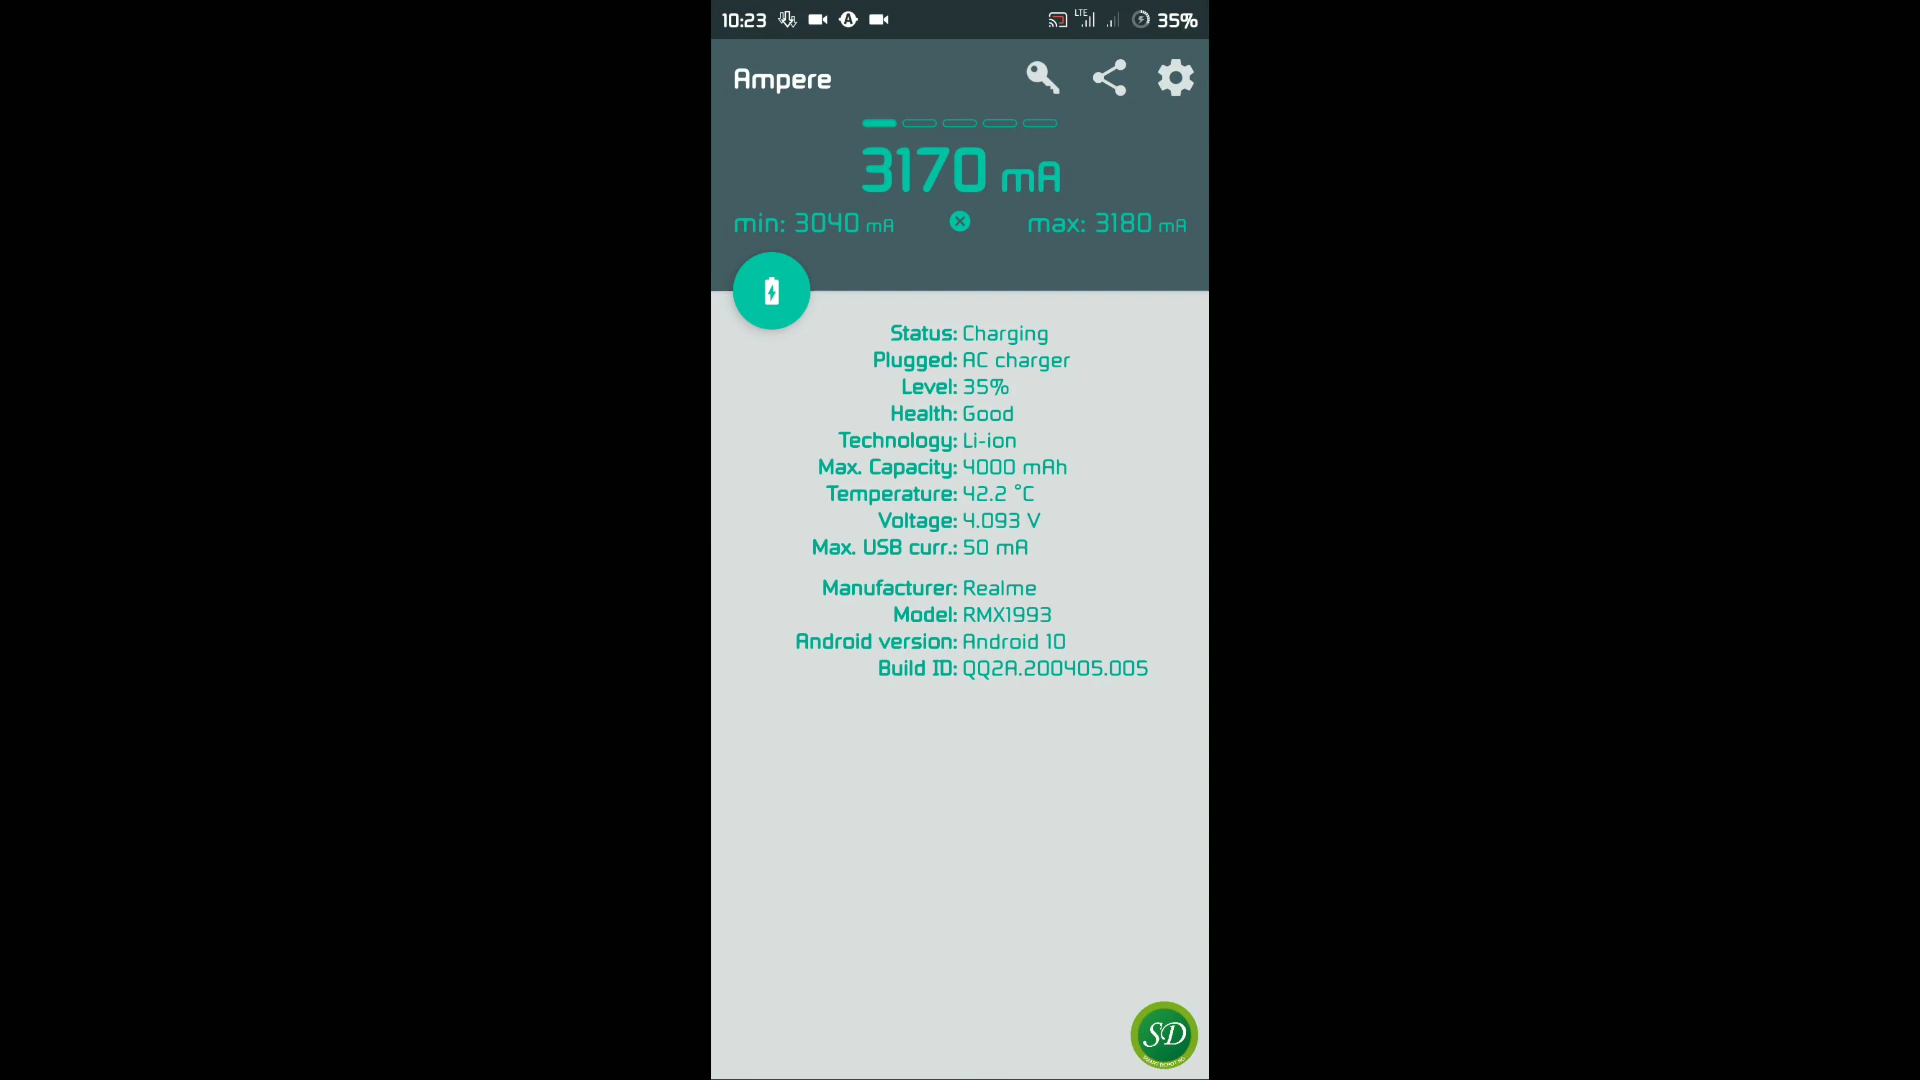 10:23 LTE 35%
Ampere
3170 mA
min: 3040 mA max: 3180 mA
Status: Charging
Plugged: AC charger
Level: 35%
Health: Good
Technology: Li-ion
Max. Capacity: 4000 mAh
Temperature: 42.2 °C
Voltage: 4.093 V
Max. USB curr.: 50 mA
Manufacturer: Realme
Model: RMX1993
Android version: Android 10
Build ID: QQ2A.200405.005
SD